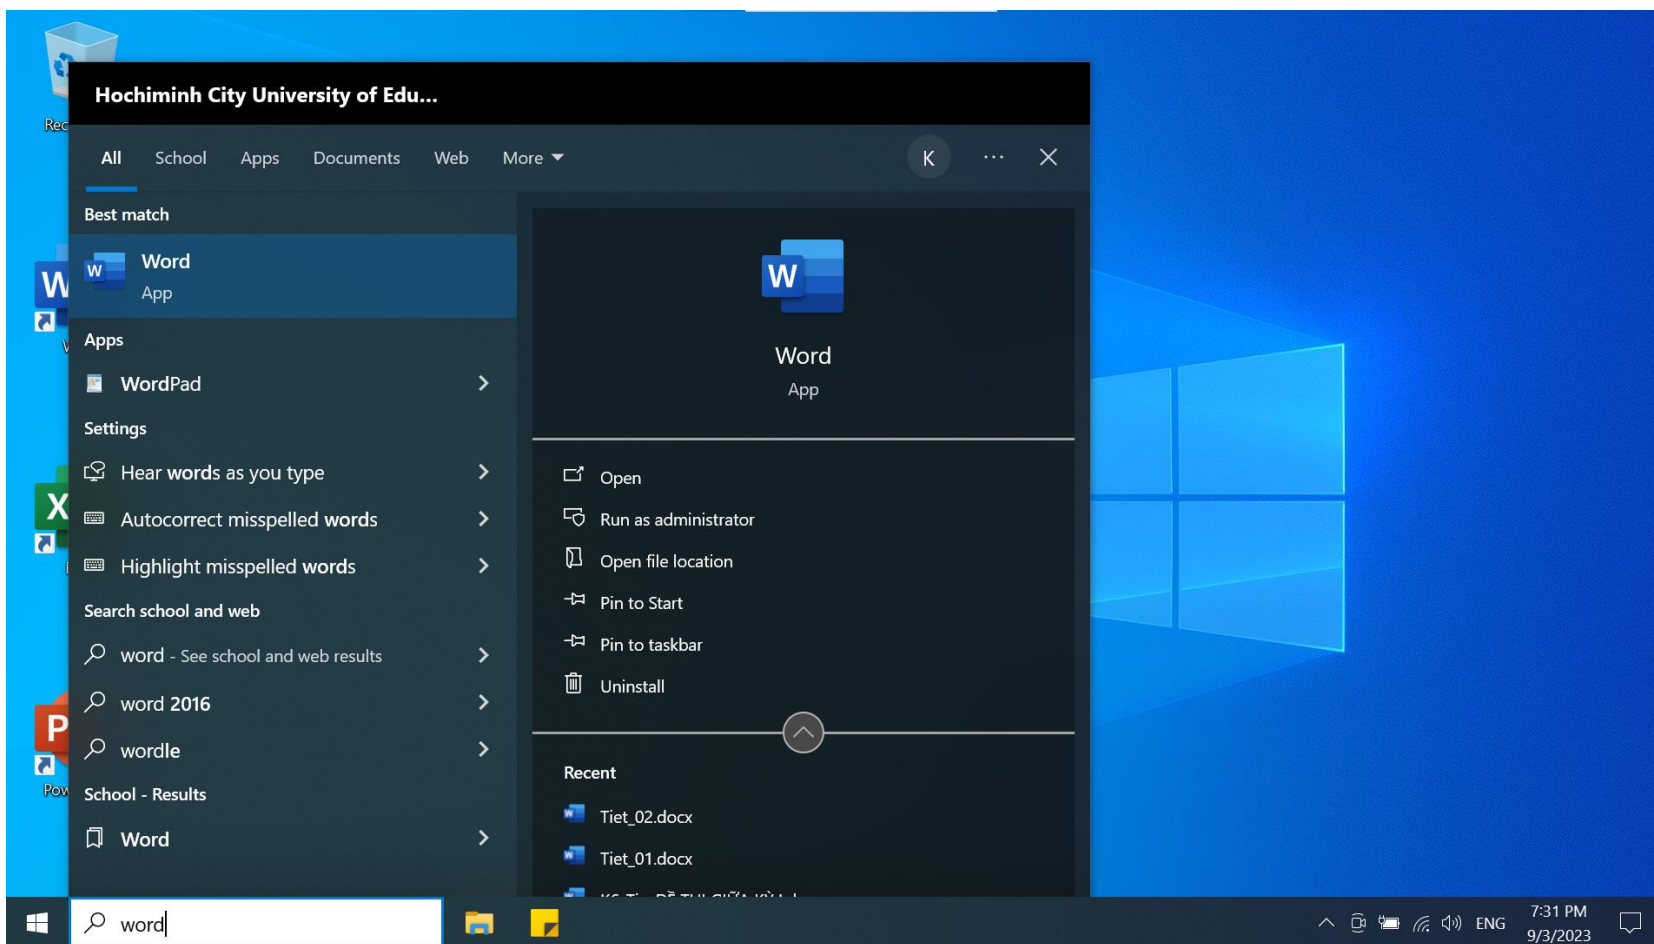 Rec
Hochiminh City University of Edu...
All School Apps Documents Web More
K
Best match
Word
App
Apps
WordPad
Settings
Hear words as you type
Autocorrect misspelled words
Highlight misspelled words
Search school and web
word - See school and web results
word 2016
wordle
School - Results
Word
Word
App
Open
Run as administrator
Open file location
Pin to Start
Pin to taskbar
Uninstall
Recent
Tiet_02.docx
Tiet_01.docx
Pow
word
ENG
7:31 PM
9/3/2023